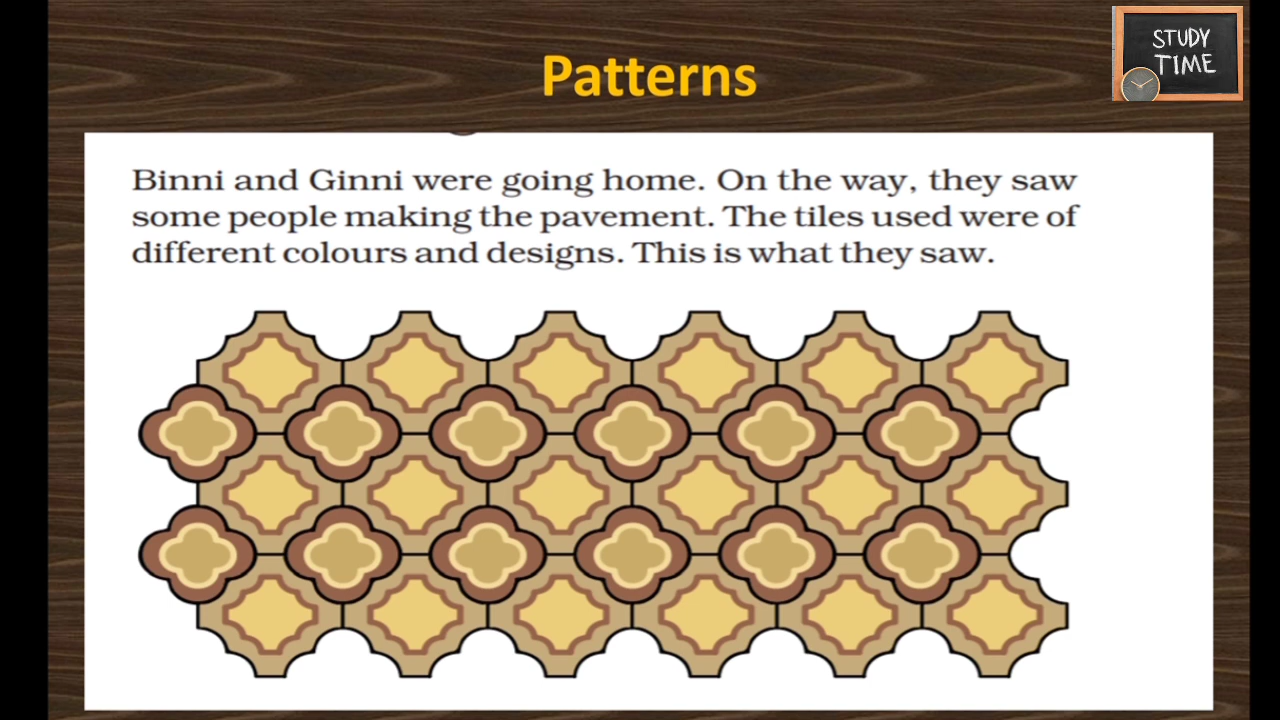 Patterns
STUDY
TIME
Binni and Ginni were going home. On the way, they saw
some people making the pavement. The tiles used were of
different colours and designs. This is what they saw.